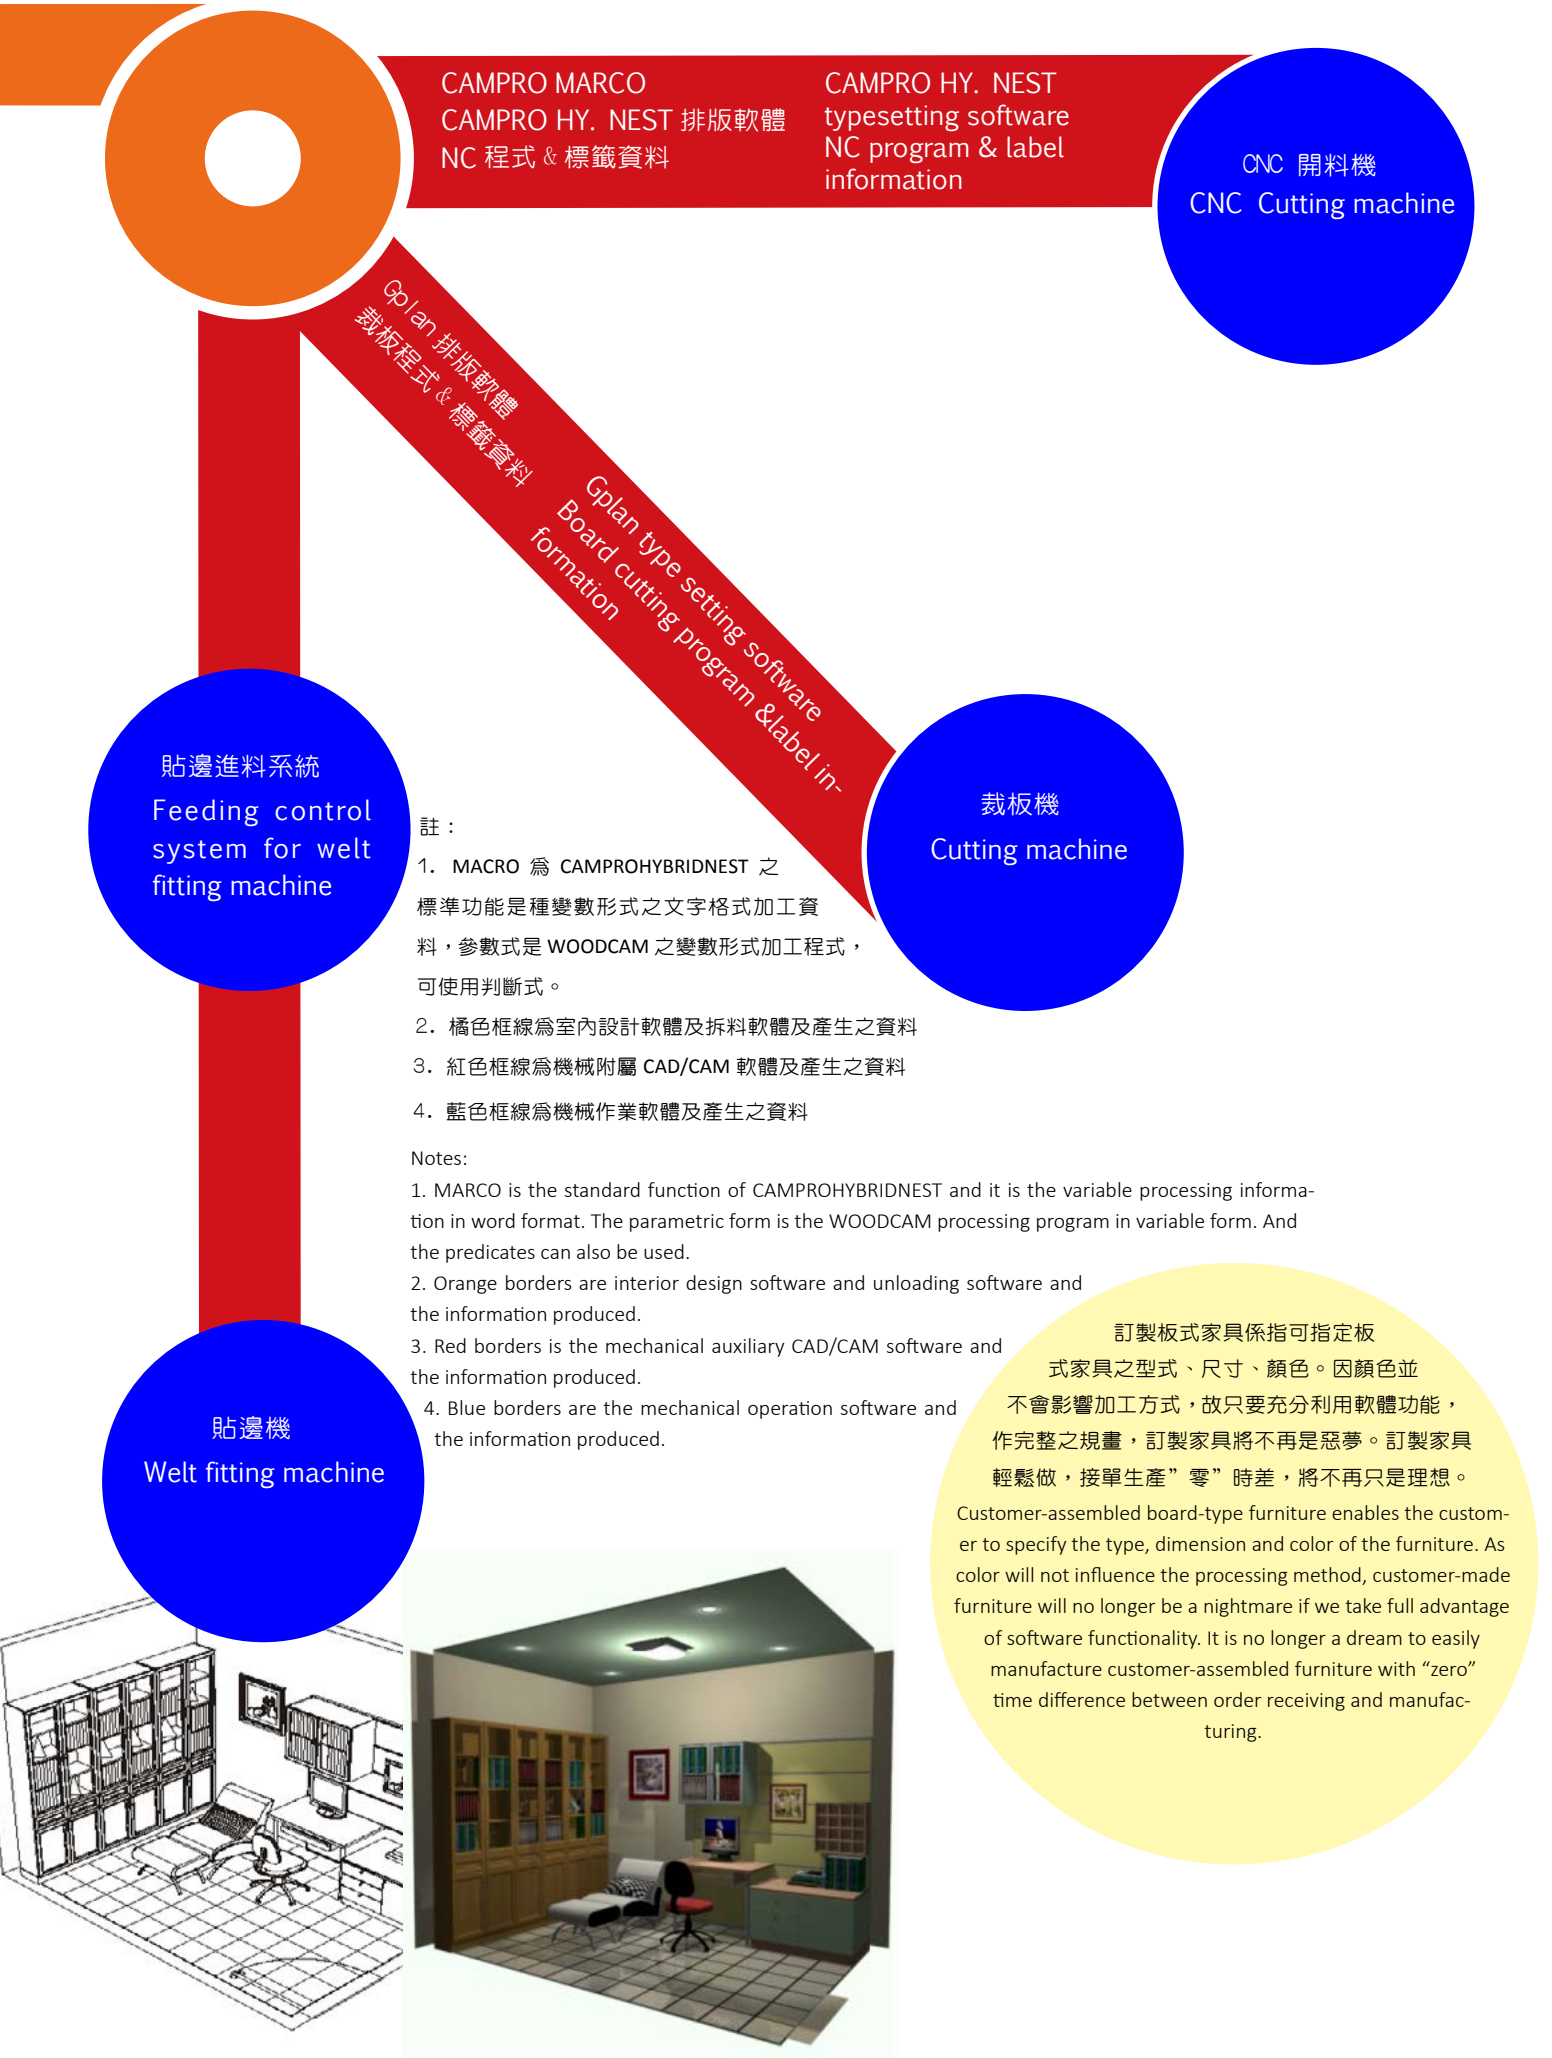 CAMPRO MARCO
CAMPRO HY. NEST 排版軟體
NC 程式 & 標籤資料
CAMPRO HY. NEST
typesetting software
NC program & label
information
CNC 開料機
CNC Cutting machine
Gplan 排版軟體
裁板程式 & 標籤資料
Gplan type setting software
Board cutting program &label in-
formation
貼邊進料系統
Feeding control
system for welt
fitting machine
裁板機
Cutting machine
註：
1. MACRO 為 CAMPROHYBRIDNEST 之
標準功能是種變數形式之文字格式加工資
料，參數式是 WOODCAM 之變數形式加工程式，
可使用判斷式。
2. 橘色框線為室內設計軟體及拆料軟體及產生之資料
3. 紅色框線為機械附屬 CAD/CAM 軟體及產生之資料
4. 藍色框線為機械作業軟體及產生之資料
Notes:
1. MARCO is the standard function of CAMPROHYBRIDNEST and it is the variable processing informa-
tion in word format. The parametric form is the WOODCAM processing program in variable form. And
the predicates can also be used.
2. Orange borders are interior design software and unloading software and
the information produced.
3. Red borders is the mechanical auxiliary CAD/CAM software and
the information produced.
4. Blue borders are the mechanical operation software and
the information produced.
貼邊機
Welt fitting machine
訂製板式家具係指可指定板
式家具之型式、尺寸、顏色。因顏色並
不會影響加工方式，故只要充分利用軟體功能，
作完整之規畫，訂製家具將不再是惡夢。訂製家具
輕鬆做，接單生產”零”時差，將不再只是理想。
Customer-assembled board-type furniture enables the custom-
er to specify the type, dimension and color of the furniture. As
color will not influence the processing method, customer-made
furniture will no longer be a nightmare if we take full advantage
of software functionality. It is no longer a dream to easily
manufacture customer-assembled furniture with “zero”
time difference between order receiving and manufac-
turing.